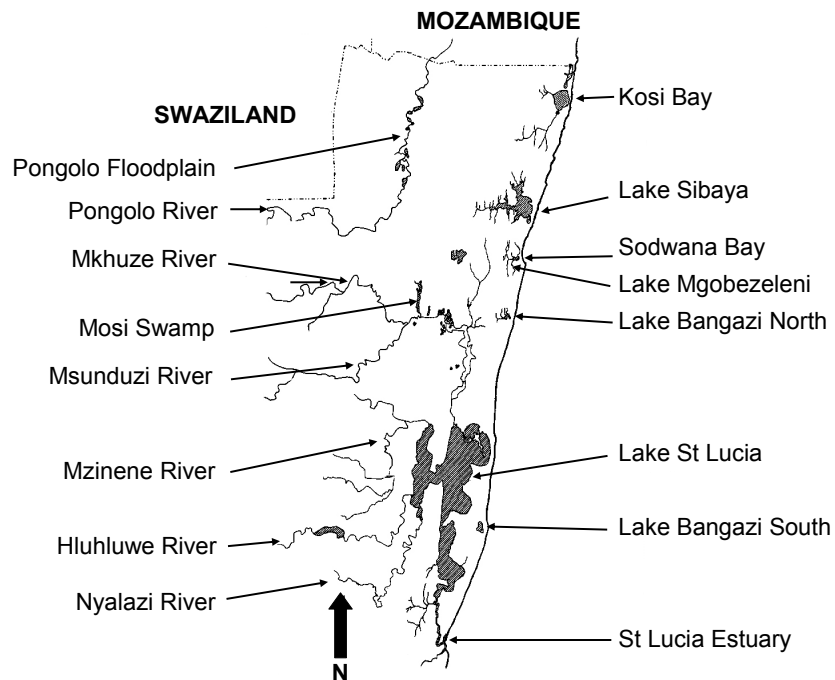 MOZAMBIQUE
SWAZILAND
Pongolo Floodplain
Pongolo River
Mkhuze River
Mosi Swamp
Msunduzi River
Mzinene River
Hluhluwe River
Nyalazi River
N
Kosi Bay
Lake Sibaya
Sodwana Bay
Lake Mgobezeleni
Lake Bangazi North
Lake St Lucia
Lake Bangazi South
St Lucia Estuary